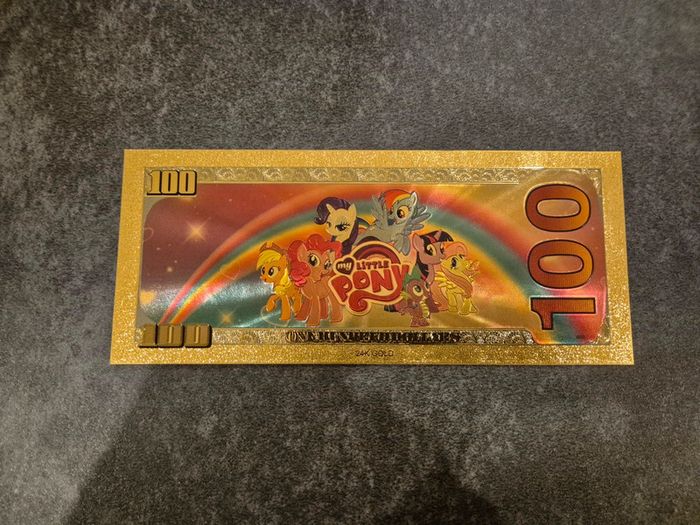 100
my LITTLE
PONY
100
100
ONE HUNDRED DOLLARS
24K GOLD